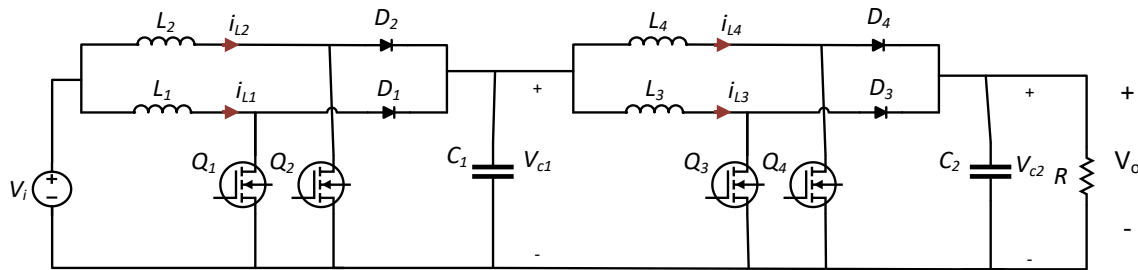 L2 iL2 D2 L4 iL4 D4
L1 iL1 D1 + L3 iL3 D3 + +
Q1 Q2 C1 Vc1 Q3 Q4 C2 Vc2 R Vo
Vi + −
- - -